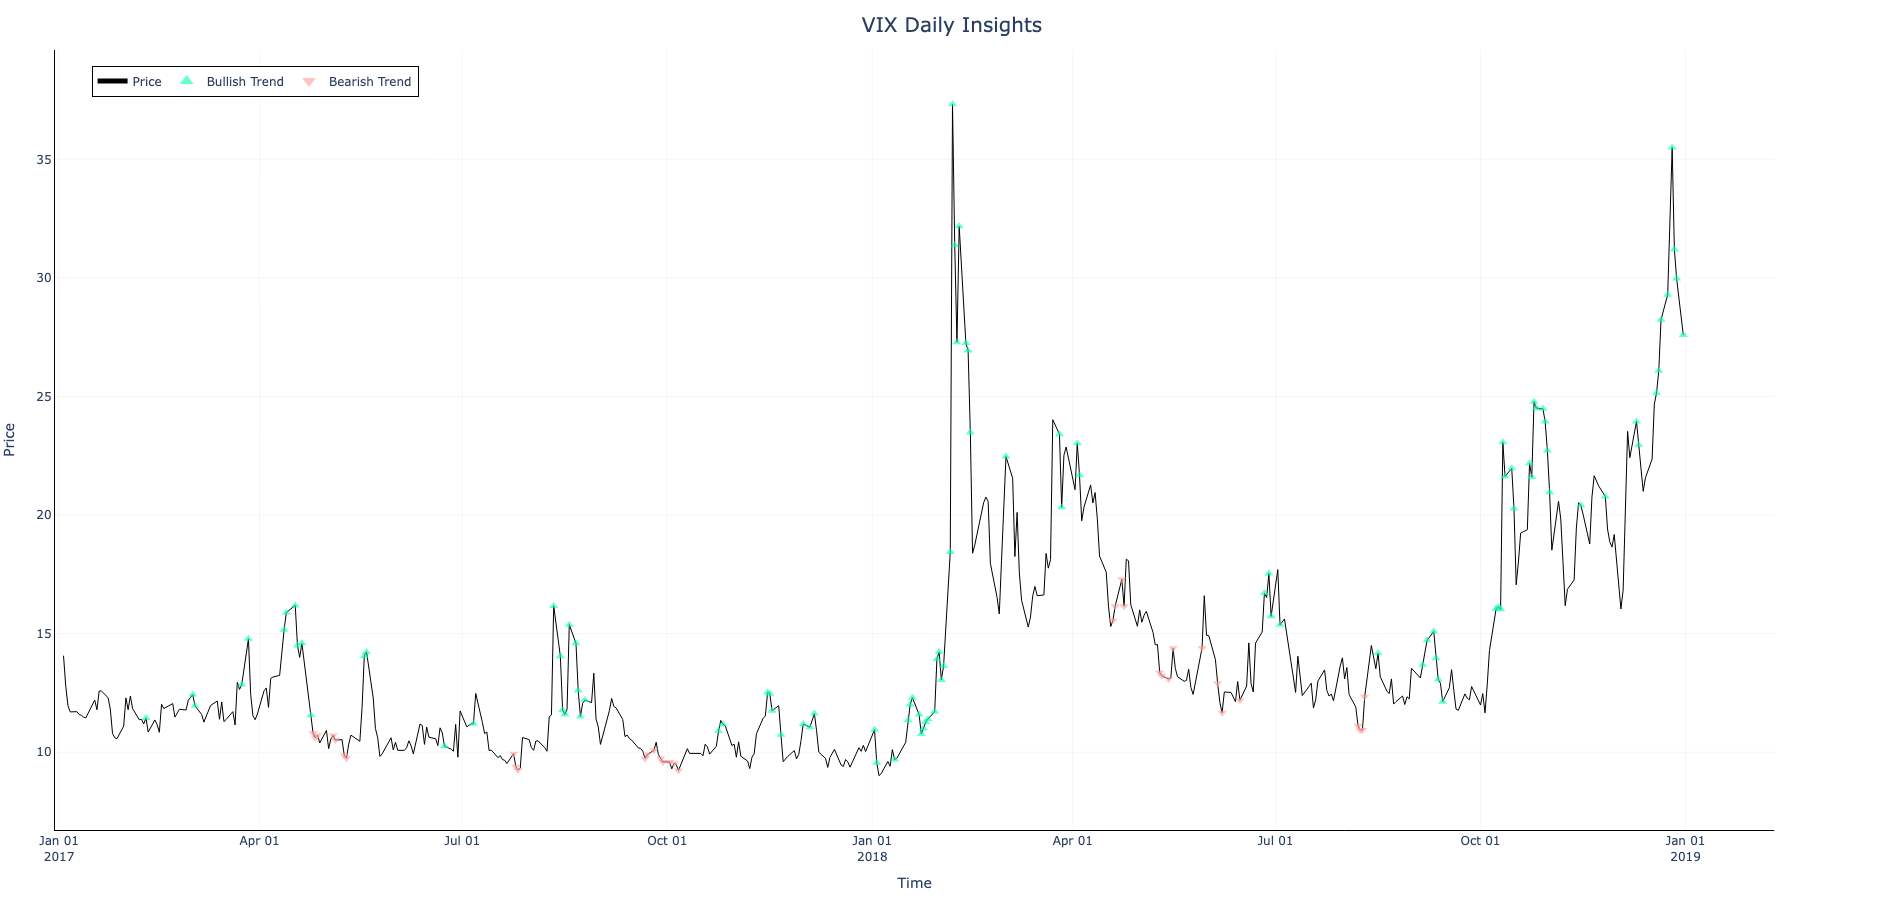 VIX Daily Insights
Price
Bullish Trend
Bearish Trend
35
30
25
20
15
10
Price
Jan 01
2017
Apr 01
Jul 01
Oct 01
Jan 01
2018
Apr 01
Jul 01
Oct 01
Jan 01
2019
Time